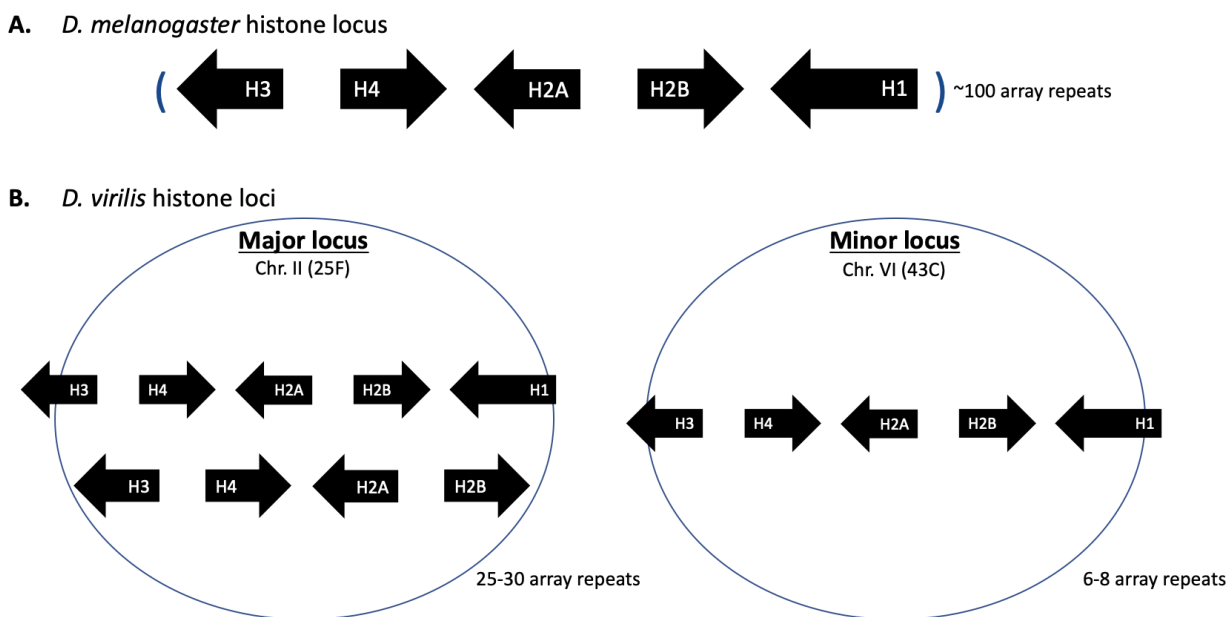 A. D. melanogaster histone locus
( H3 H4 H2A H2B H1 ) ~100 array repeats
B. D. virilis histone loci
Major locus
Chr. II (25F)
H3 H4 H2A H2B H1
H3 H4 H2A H2B
25-30 array repeats
Minor locus
Chr. VI (43C)
H3 H4 H2A H2B H1
6-8 array repeats